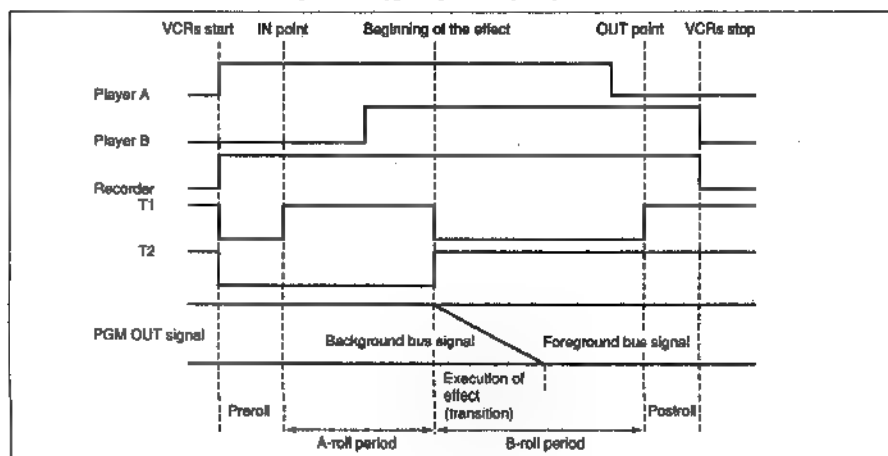 VCRs start IN point Beginning of the effect OUT point VCRs stop
Player A
Player B
Recorder
T1
T2
PGM OUT signal
Background bus signal Foreground bus signal
Execution of
effect
(transition)
Preroll Postroll
A-roll period B-roll period